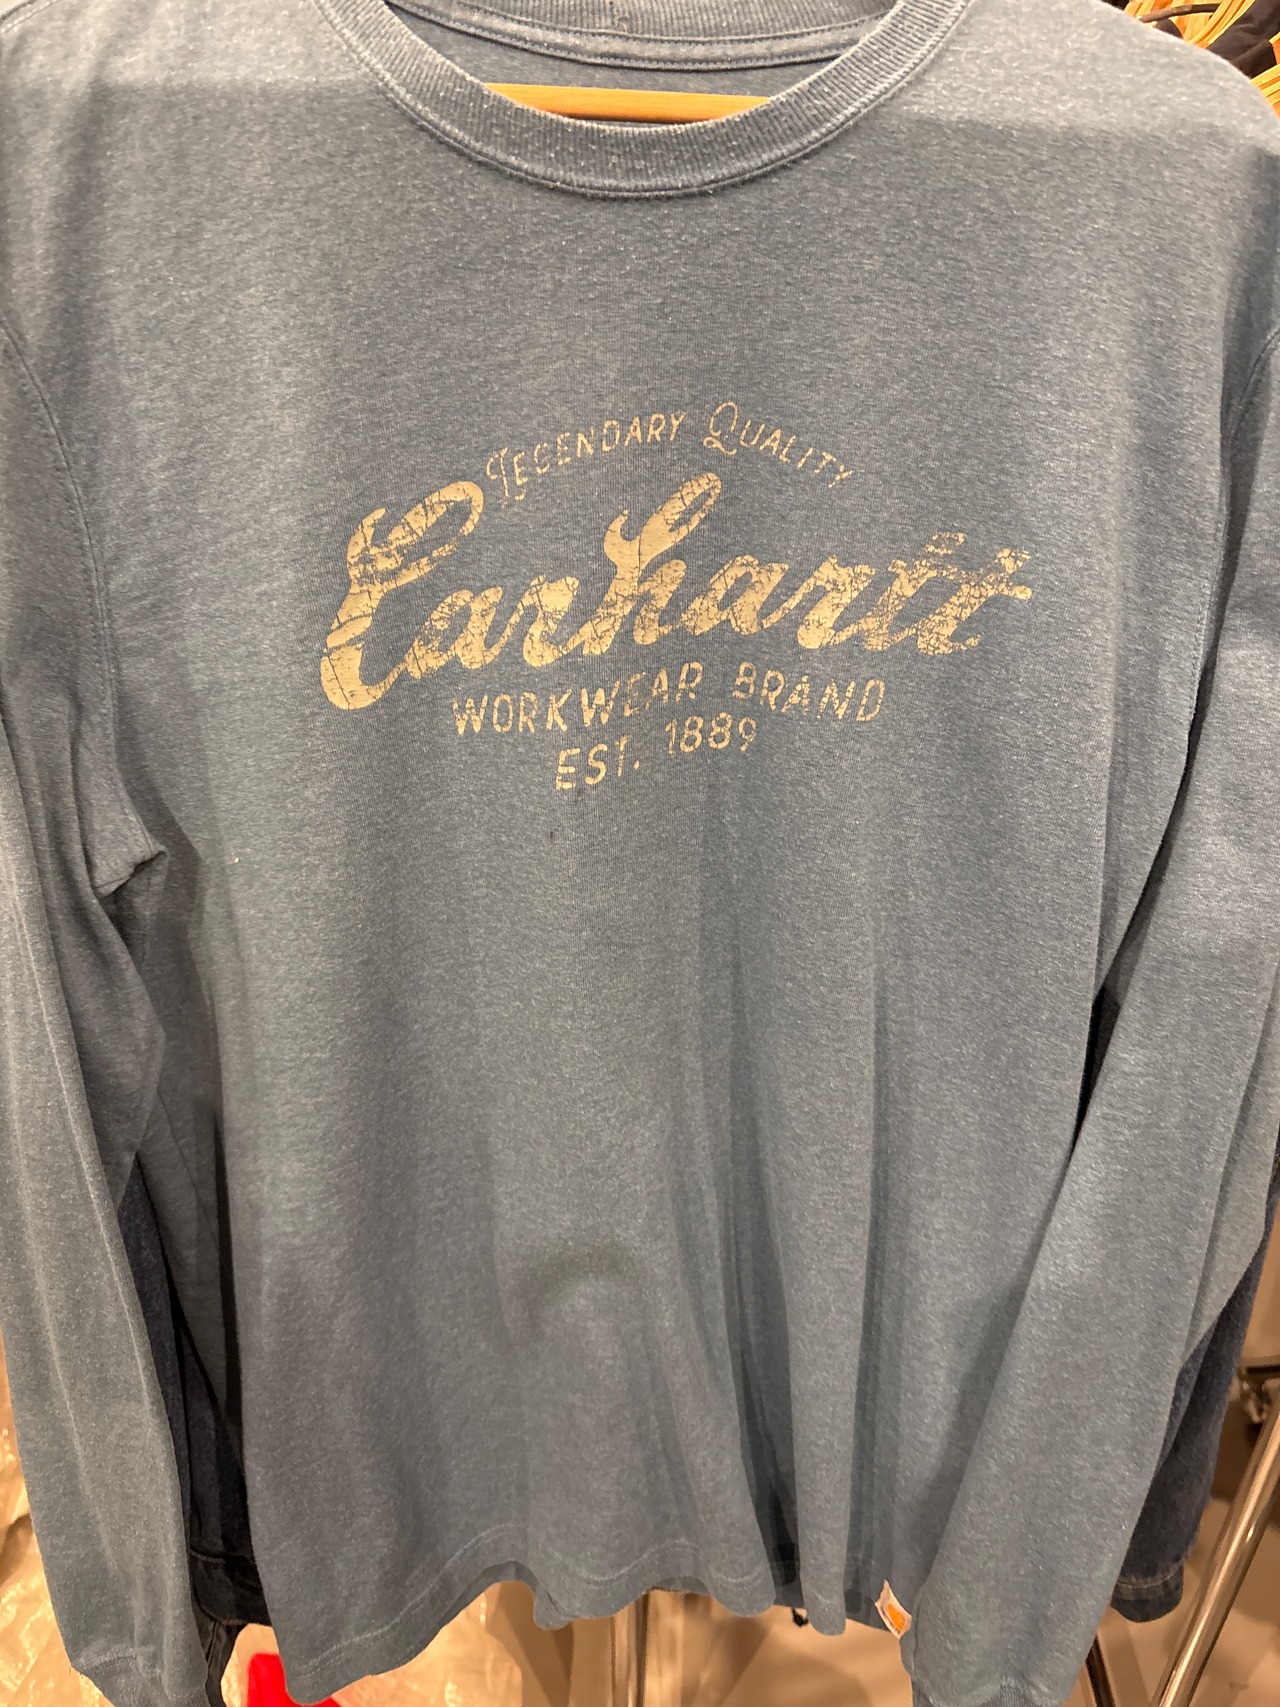 Legendary Quality
Carhartt
WORKWEAR BRAND
EST. 1889